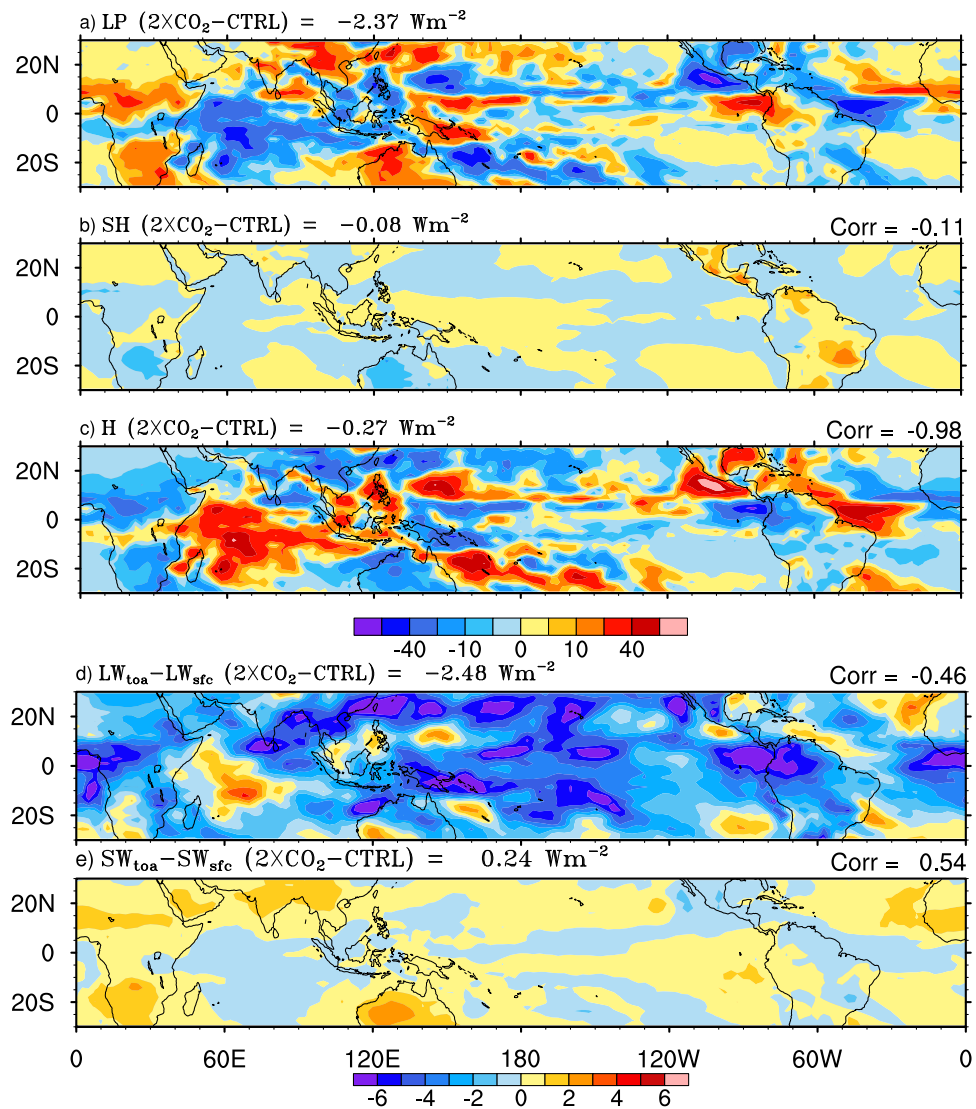 a) LP (2×CO₂−CTRL) = −2.37 Wm⁻²
20N
0
20S
b) SH (2×CO₂−CTRL) = −0.08 Wm⁻² Corr = -0.11
20N
0
20S
c) H (2×CO₂−CTRL) = −0.27 Wm⁻² Corr = -0.98
20N
0
20S
-40 -10 0 10 40
d) LWtoa−LWsfc (2×CO₂−CTRL) = −2.48 Wm⁻² Corr = -0.46
20N
0
20S
e) SWtoa−SWsfc (2×CO₂−CTRL) = 0.24 Wm⁻² Corr = 0.54
20N
0
20S
0 60E 120E 180 120W 60W 0
-6 -4 -2 0 2 4 6